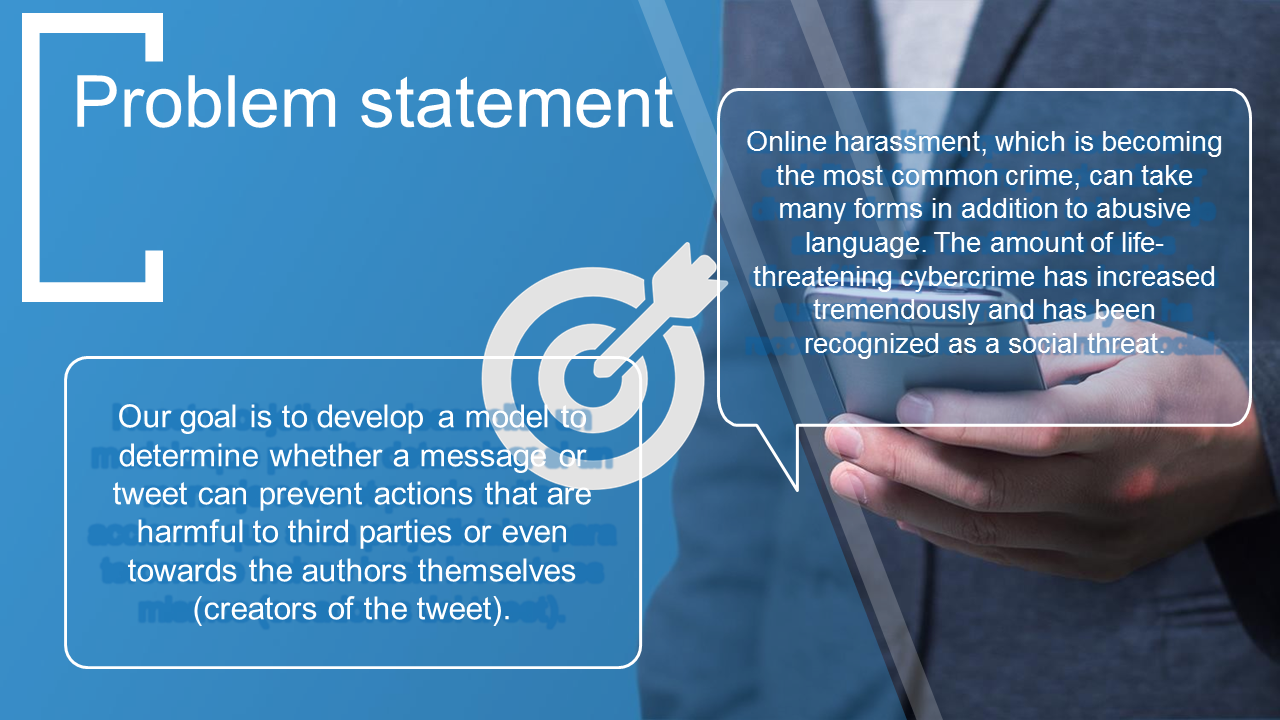 Problem statement
Online harassment, which is becoming
the most common crime, can take
many forms in addition to abusive
language. The amount of life-
threatening cybercrime has increased
tremendously and has been
recognized as a social threat.
Our goal is to develop a model to
determine whether a message or
tweet can prevent actions that are
harmful to third parties or even
towards the authors themselves
(creators of the tweet).